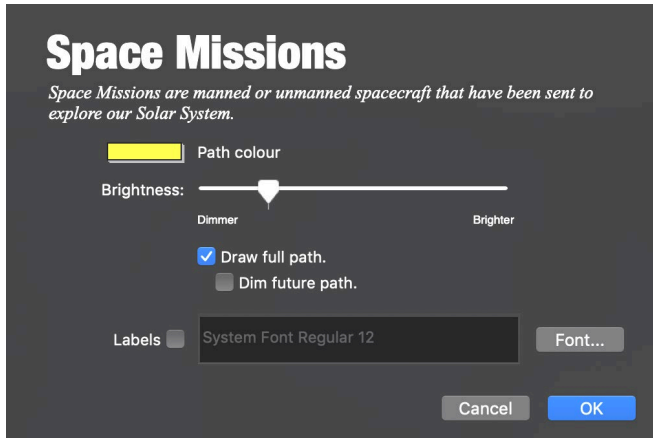 Space Missions
Space Missions are manned or unmanned spacecraft that have been sent to
explore our Solar System.
Path colour
Brightness:
Dimmer Brighter
Draw full path.
Dim future path.
Labels System Font Regular 12 Font...
Cancel OK